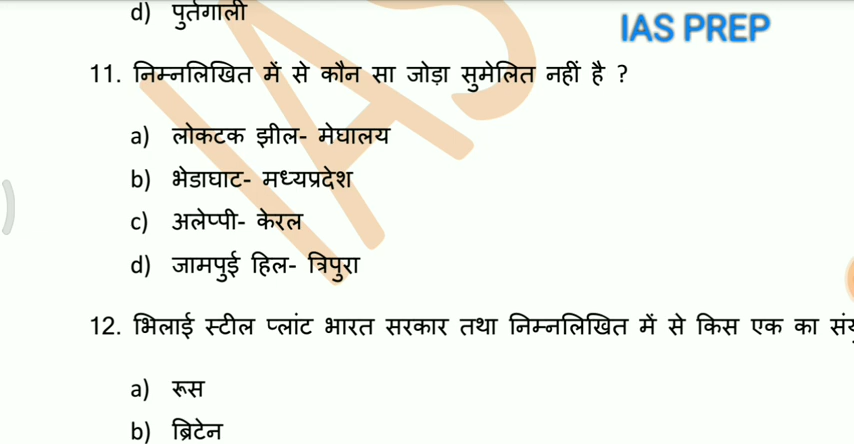 d) पुर्तगाली
IAS PREP
11. निम्नलिखित में से कौन सा जोड़ा सुमेलित नहीं है ?
a) लोकटक झील- मेघालय
b) भेडाघाट- मध्यप्रदेश
c) अलेप्पी- केरल
d) जामपुई हिल- त्रिपुरा
12. भिलाई स्टील प्लांट भारत सरकार तथा निम्नलिखित में से किस एक का
a) रूस
b) ब्रिटेन